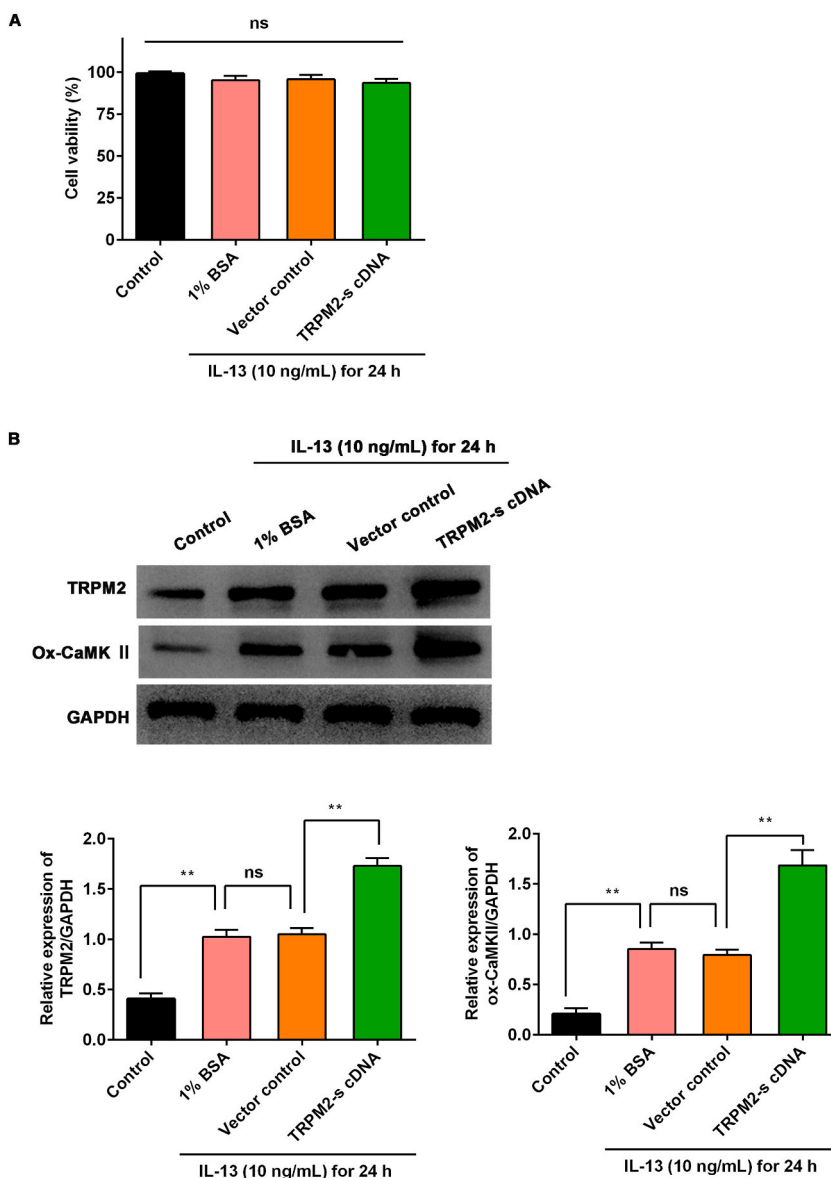 A
ns
Cell vability (%)
100
75
50
25
0
Control
1% BSA
Vector control
TRPM2-s cDNA
IL-13 (10 ng/mL) for 24 h
B
IL-13 (10 ng/mL) for 24 h
Control
1% BSA
Vector control
TRPM2-s cDNA
TRPM2
Ox-CaMK II
GAPDH
Relative expression of
TRPM2/GAPDH
2.0
1.5
1.0
0.5
0.0
**
ns
**
Control
1% BSA
Vector control
TRPM2-s cDNA
IL-13 (10 ng/mL) for 24 h
Relative expression of
ox-CaMKII/GAPDH
2.0
1.5
1.0
0.5
0.0
**
ns
**
Control
1% BSA
Vector control
TRPM2-s cDNA
IL-13 (10 ng/mL) for 24 h